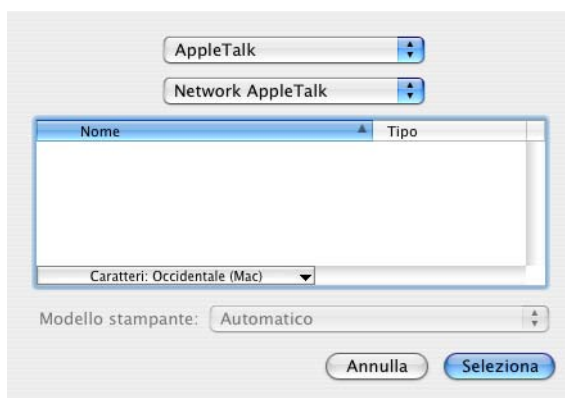 AppleTalk
Network AppleTalk
Nome Tipo
Caratteri: Occidentale (Mac)
Modello stampante: Automatico
Annulla Seleziona